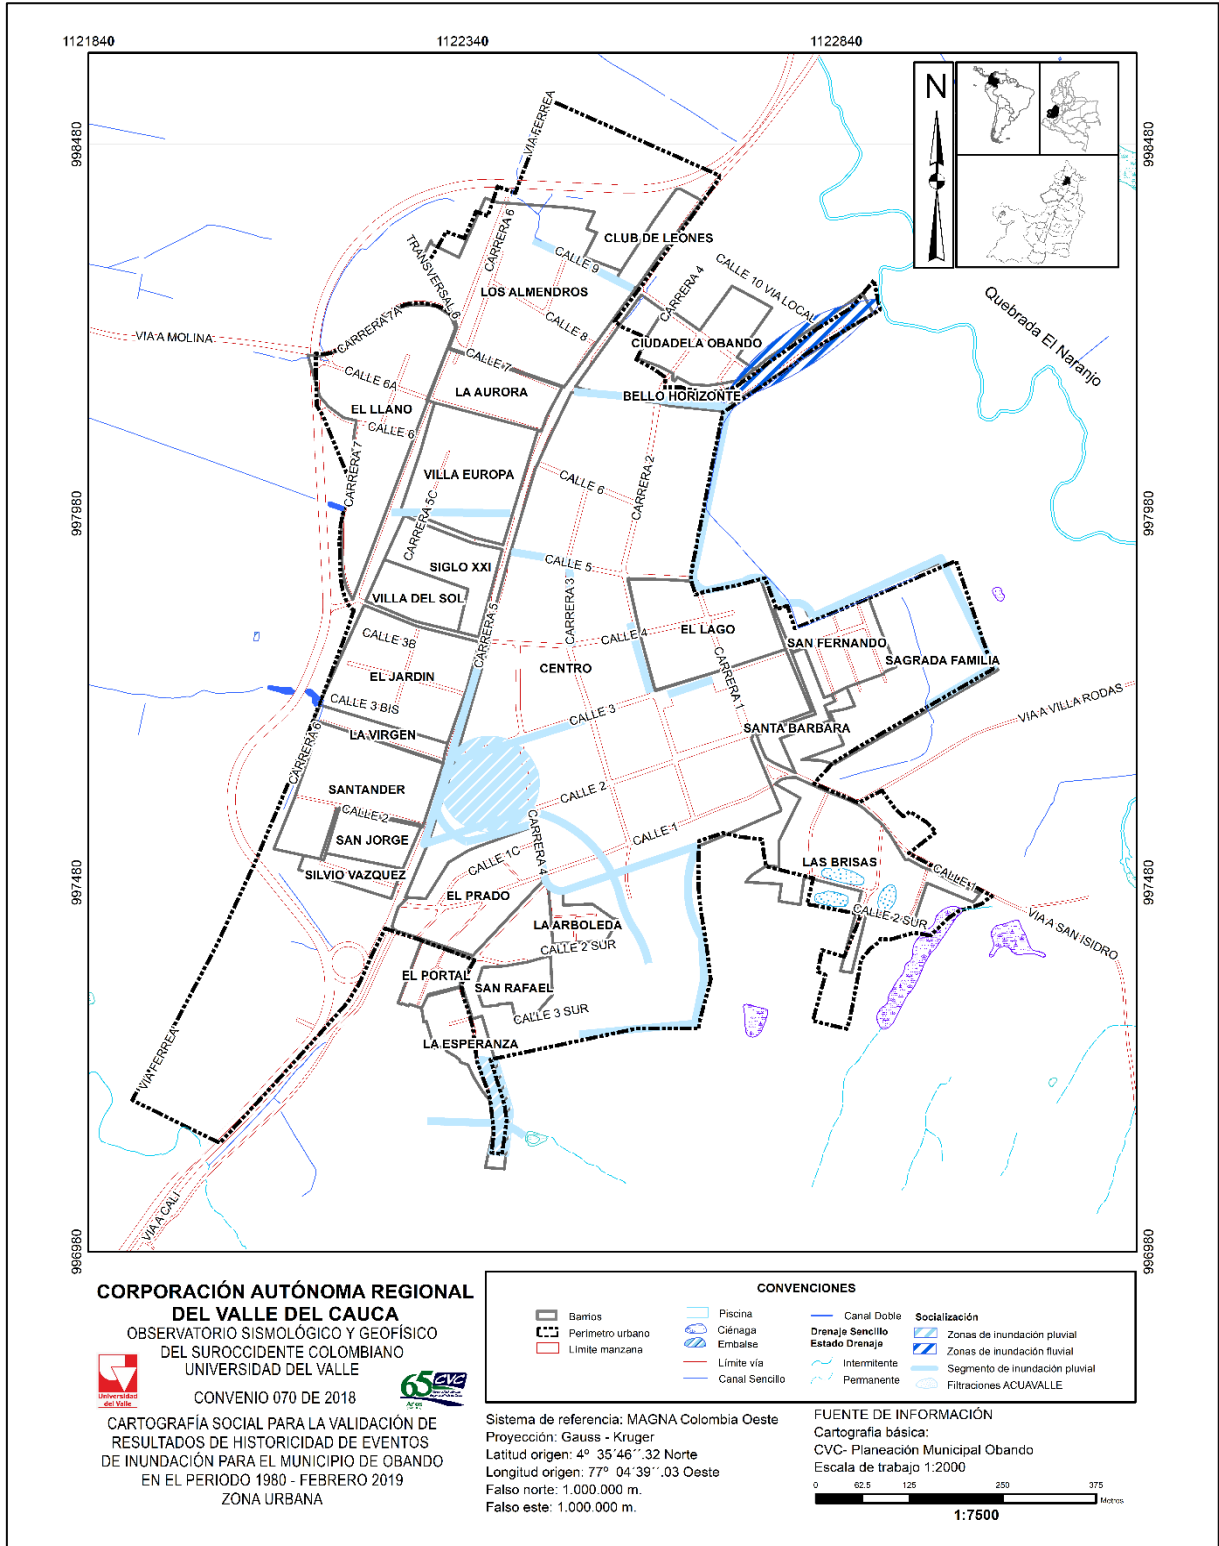 1121840
1122340
1122840
998480
997980
997480
996980
998480
997980
997480
996980
N
Quebrada El Naranjo
VIA FERREA
CARRERA 6
TRANSVERSAL 6
CLUB DE LEONES
CALLE 9
LOS ALMENDROS
CARRERA 4
CALLE 10 VIA LOCAL
VIA A MOLINA
CARRERA 7A
CALLE 8
CIUDADELA OBANDO
CALLE 7
CALLE 6A
LA AURORA
BELLO HORIZONTE
EL LLANO
CALLE 6
CARRERA 7
VILLA EUROPA
CARRERA 2
CALLE 6
CARRERA 5C
SIGLO XXI
CALLE 5
CARRERA 3
VILLA DEL SOL
CARRERA 5
CALLE 3B
CALLE 4
EL LAGO
SAN FERNANDO
SAGRADA FAMILIA
CENTRO
EL JARDIN
CARRERA 1
CALLE 3 BIS
CALLE 3
VIA A VILLA RODAS
LA VIRGEN
SANTA BARBARA
CARRERA 6
SANTANDER
CALLE 2
CALLE 2
SAN JORGE
CALLE 1
CARRERA 4
CALLE 1C
SILVIO VAZQUEZ
LAS BRISAS
CALLE 1
EL PRADO
LA ARBOLEDA
CALLE 2 SUR
CALLE 2 SUR
VIA A SAN ISIDRO
EL PORTAL
SAN RAFAEL
CALLE 3 SUR
LA ESPERANZA
VIA FERREA
VIA A CALI
CORPORACIÓN AUTÓNOMA REGIONAL
DEL VALLE DEL CAUCA
OBSERVATORIO SISMOLÓGICO Y GEOFÍSICO
DEL SUROCCIDENTE COLOMBIANO
UNIVERSIDAD DEL VALLE
CONVENIO 070 DE 2018
Universidad
del Valle
65 CVC
Años
CARTOGRAFÍA SOCIAL PARA LA VALIDACIÓN DE
RESULTADOS DE HISTORICIDAD DE EVENTOS
DE INUNDACIÓN PARA EL MUNICIPIO DE OBANDO
EN EL PERIODO 1980 - FEBRERO 2019
ZONA URBANA
CONVENCIONES
Barrios
Perimetro urbano
Límite manzana
Piscina
Ciénaga
Embalse
Límite vía
Canal Sencillo
Canal Doble
Drenaje Sencillo
Estado Drenaje
Intermitente
Permanente
Socialización
Zonas de inundación pluvial
Zonas de inundación fluvial
Segmento de inundación pluvial
Filtraciones ACUAVALLE
Sistema de referencia: MAGNA Colombia Oeste
Proyección: Gauss - Kruger
Latitud origen: 4º 35´46´´.32 Norte
Longitud origen: 77º 04´39´´.03 Oeste
Falso norte: 1.000.000 m.
Falso este: 1.000.000 m.
FUENTE DE INFORMACIÓN
Cartografía básica:
CVC- Planeación Municipal Obando
Escala de trabajo 1:2000
0 62.5 125 250 375
Metros
1:7500